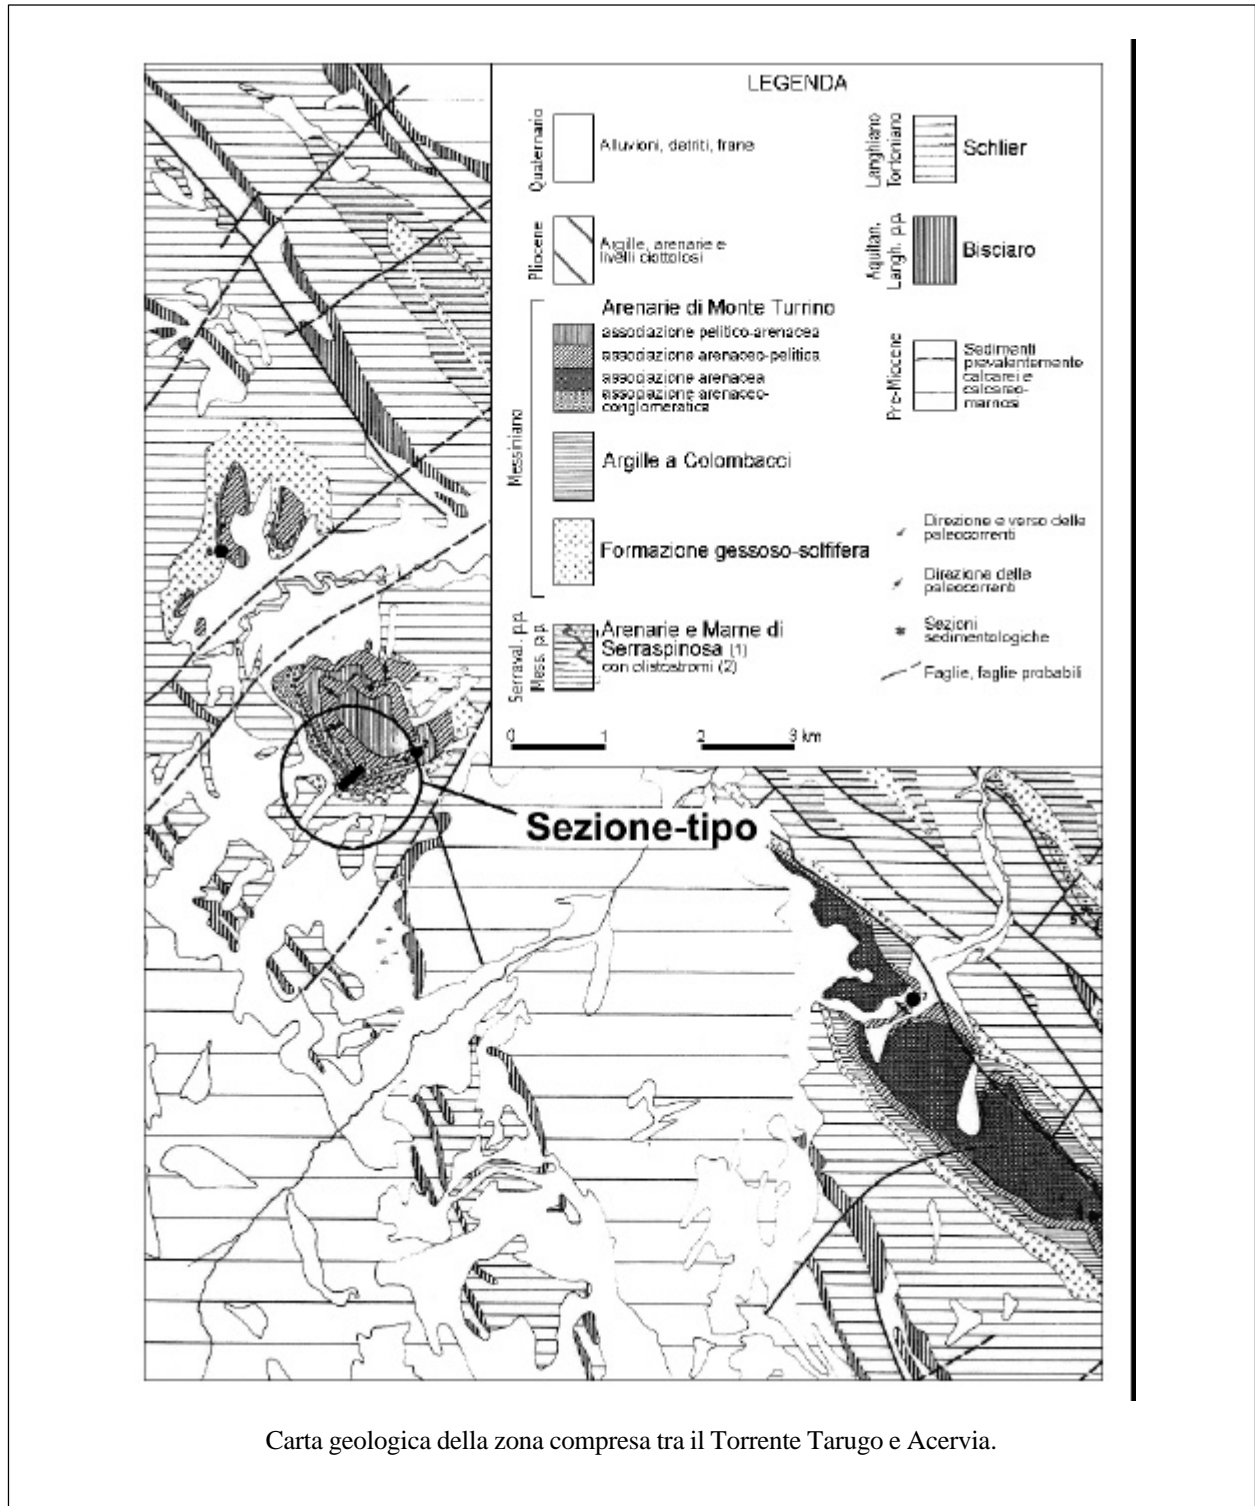 LEGENDA
Quaternario
Alluvioni, detriti, frane
Pliocene
Argille, arenarie e
livelli ciottolosi
Messiniano
Arenarie di Monte Turrino
associazione pelitico-arenacea
associazione arenaceo-pelitica
associazione arenacea
associazione arenaceo-
conglomeratica
Argille a Colombacci
Formazione gessoso-solfifera
Serraval. p.p.
Mess. p.p.
Arenarie e Marne di
Serraspinosa (1)
con olistostromi (2)
Langhiano
Tortoniano
Schlier
Aquitan.
Langh. p.p.
Bisciaro
Pre-Miocene
Sedimenti
prevalentemente
calcarei e
calcareo-
marnosi
Direzione e verso delle
paleocorrenti
Direzione delle
paleocorrenti
Sezioni
sedimentologiche
Faglie, faglie probabili
0 1 2 3 km
Sezione-tipo
Carta geologica della zona compresa tra il Torrente Tarugo e Acervia.